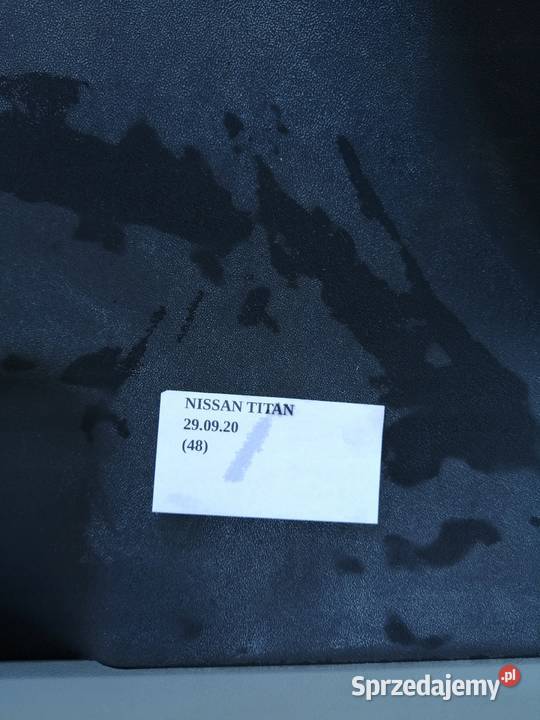 NISSAN TITAN
29.09.20
(48)
Sprzedajemy.pl